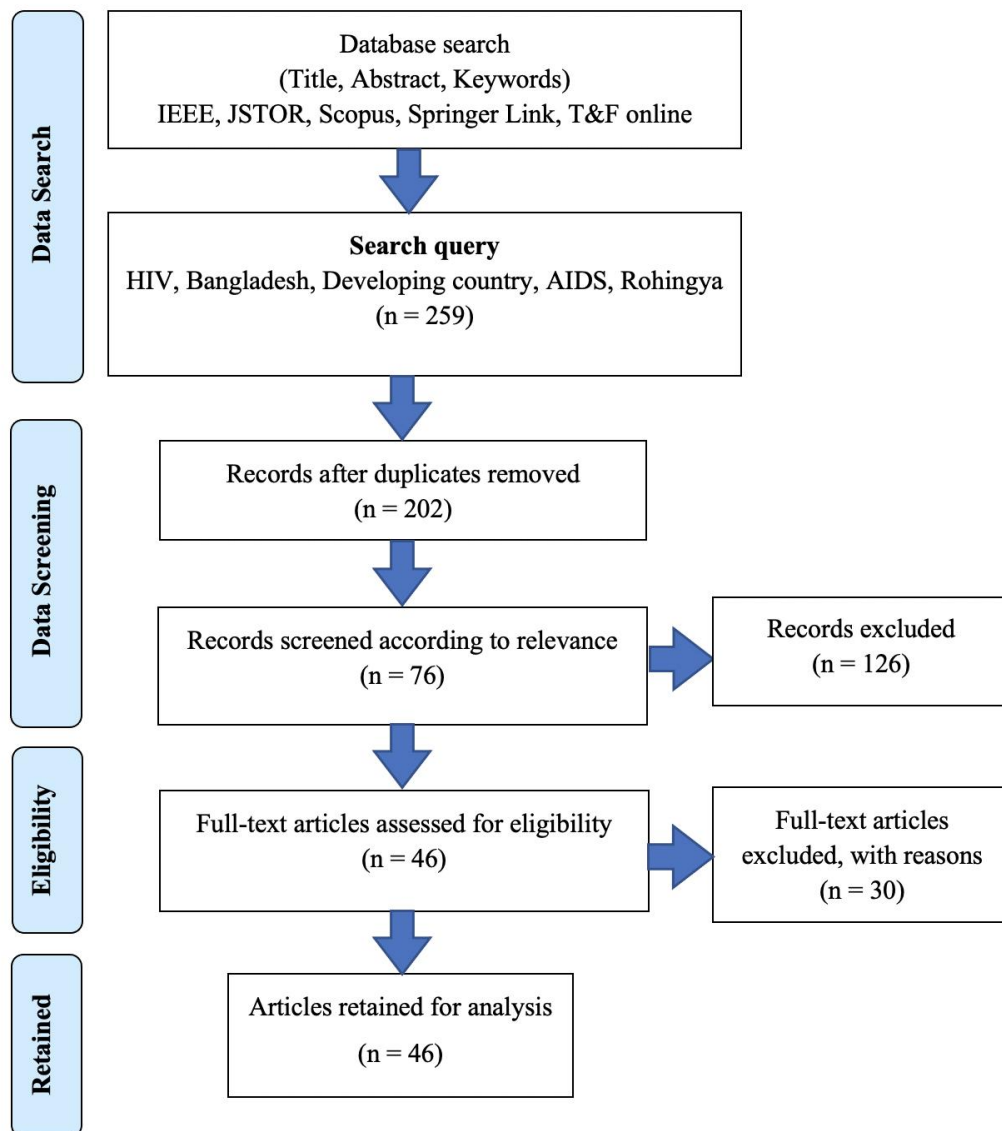 Data Search
Database search
(Title, Abstract, Keywords)
IEEE, JSTOR, Scopus, Springer Link, T&F online
Search query
HIV, Bangladesh, Developing country, AIDS, Rohingya
(n = 259)
Data Screening
Records after duplicates removed
(n = 202)
Records screened according to relevance
(n = 76)
Records excluded
(n = 126)
Eligibility
Full-text articles assessed for eligibility
(n = 46)
Full-text articles
excluded, with reasons
(n = 30)
Retained
Articles retained for analysis
(n = 46)